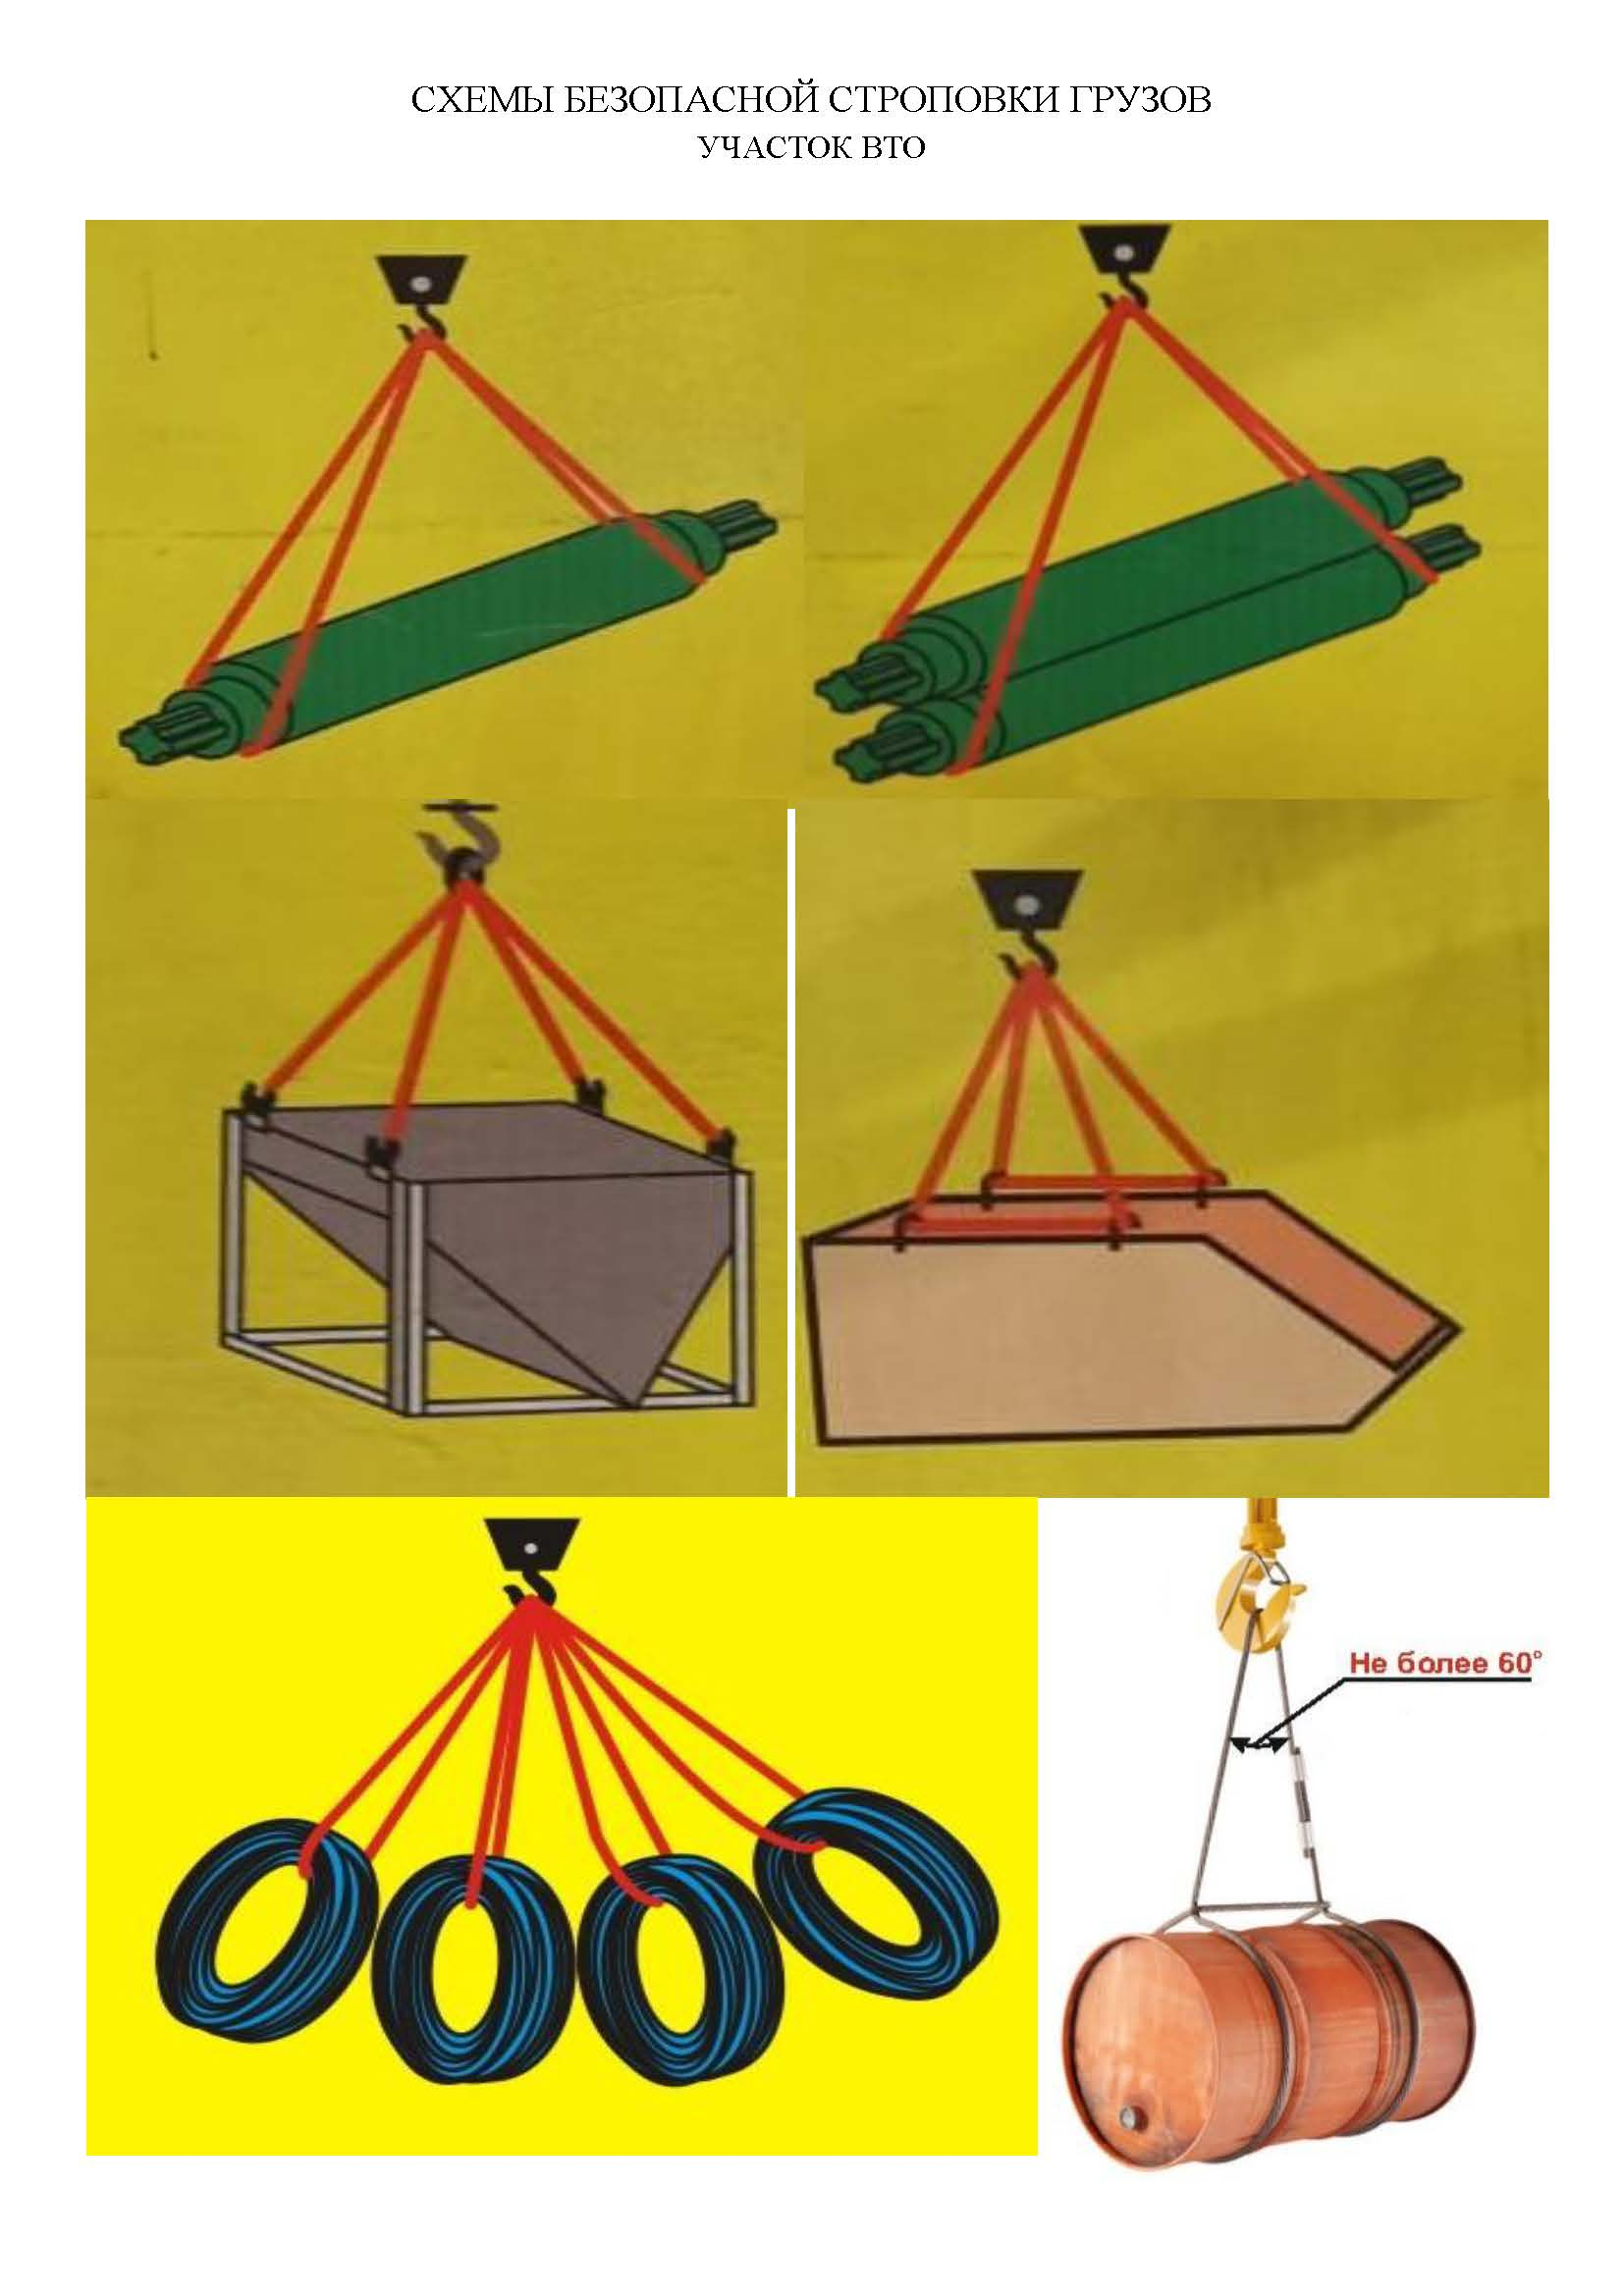 СХЕМЫ БЕЗОПАСНОЙ СТРОПОВКИ ГРУЗОВ
УЧАСТОК ВТО
Не более 60°